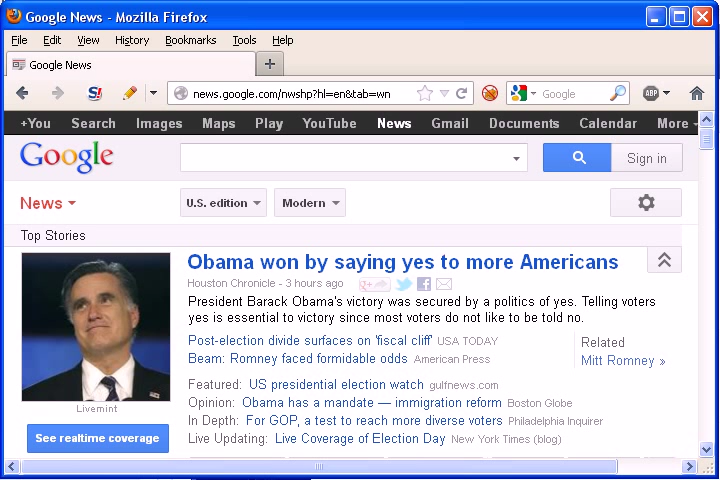 Google News - Mozilla Firefox
File Edit View History Bookmarks Tools Help
Google News
S! news.google.com/nwshp?hl=en&tab=wn Google ABP
+You Search Images Maps Play YouTube News Gmail Documents Calendar More
Google Sign in
News U.S. edition Modern
Top Stories
Obama won by saying yes to more Americans
Houston Chronicle - 3 hours ago g+
President Barack Obama's victory was secured by a politics of yes. Telling voters
yes is essential to victory since most voters do not like to be told no.
Post-election divide surfaces on 'fiscal cliff' USA TODAY
Beam: Romney faced formidable odds American Press
Related
Mitt Romney »
Featured: US presidential election watch gulfnews.com
Opinion: Obama has a mandate — immigration reform Boston Globe
In Depth: For GOP, a test to reach more diverse voters Philadelphia Inquirer
Live Updating: Live Coverage of Election Day New York Times (blog)
Livemint
See realtime coverage